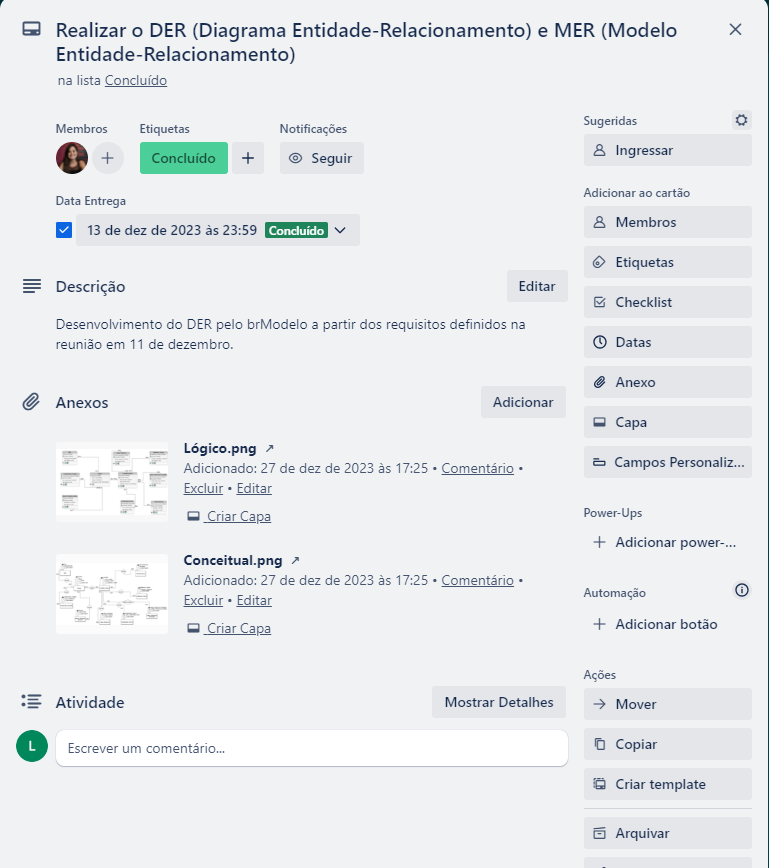 Realizar o DER (Diagrama Entidade-Relacionamento) e MER (Modelo
Entidade-Relacionamento)
na lista Concluído
Membros
Etiquetas
Notificações
Concluído
Seguir
Data Entrega
13 de dez de 2023 às 23:59 Concluído
Descrição
Editar
Desenvolvimento do DER pelo brModelo a partir dos requisitos definidos na
reunião em 11 de dezembro.
Anexos
Adicionar
Lógico.png ↗
Adicionado: 27 de dez de 2023 às 17:25 • Comentário •
Excluir • Editar
Criar Capa
Conceitual.png ↗
Adicionado: 27 de dez de 2023 às 17:25 • Comentário •
Excluir • Editar
Criar Capa
Atividade
Mostrar Detalhes
L
Escrever um comentário...
Sugeridas
Ingressar
Adicionar ao cartão
Membros
Etiquetas
Checklist
Datas
Anexo
Capa
Campos Personaliz...
Power-Ups
Adicionar power-...
Automação
Adicionar botão
Ações
Mover
Copiar
Criar template
Arquivar